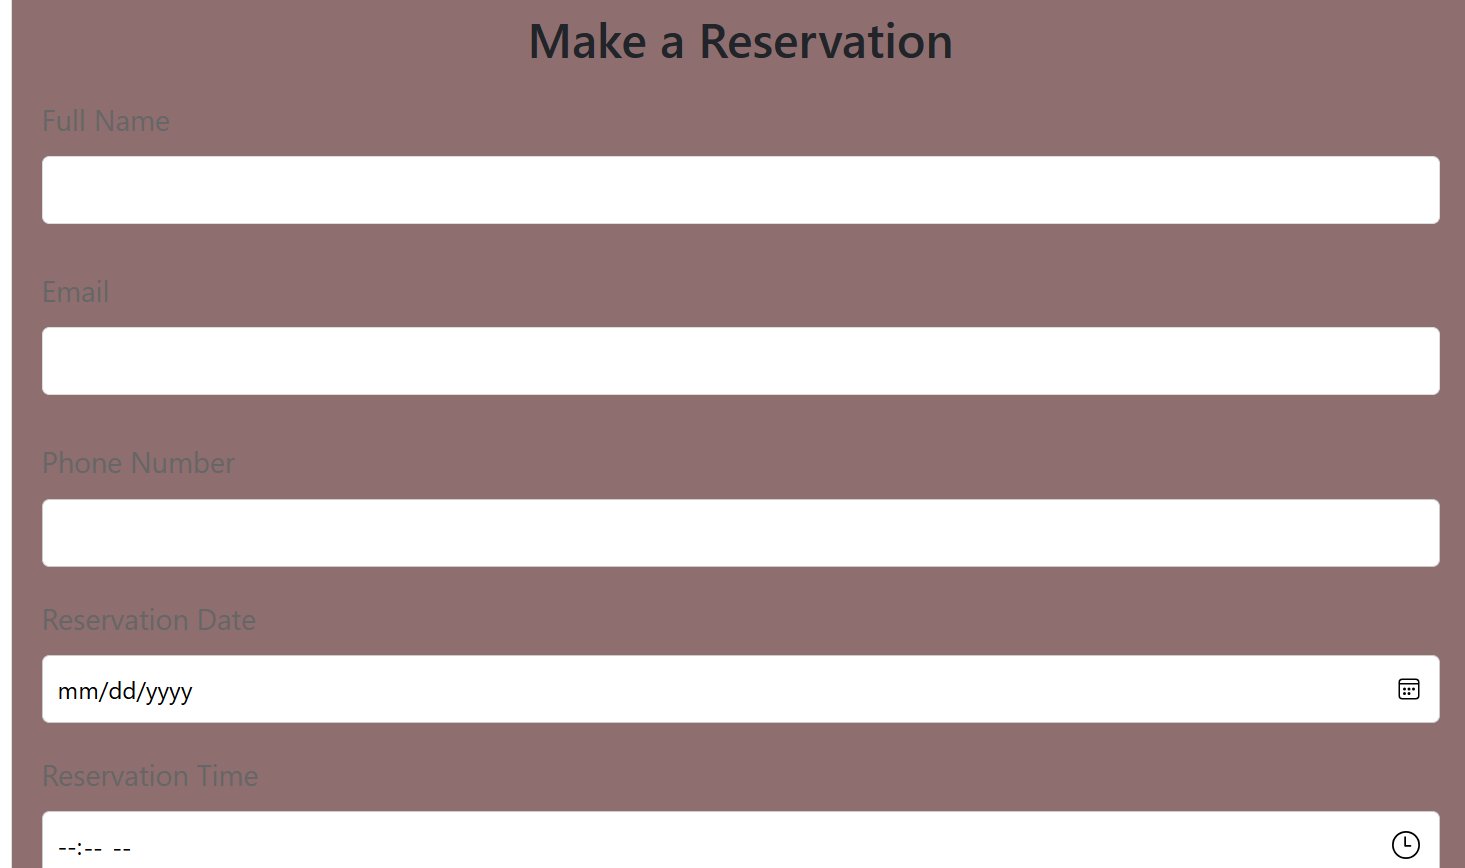 Make a Reservation
Full Name
Email
Phone Number
Reservation Date
mm/dd/yyyy
Reservation Time
--:-- --